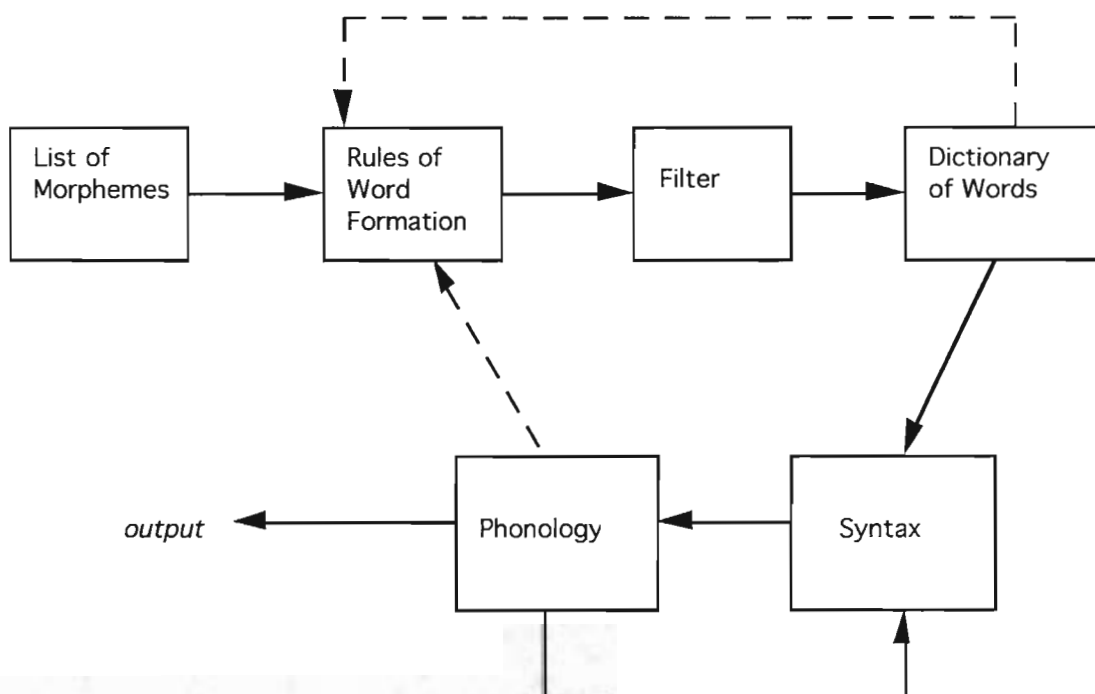 List of
Morphemes
Rules of
Word
Formation
Filter
Dictionary
of Words
output
Phonology
Syntax